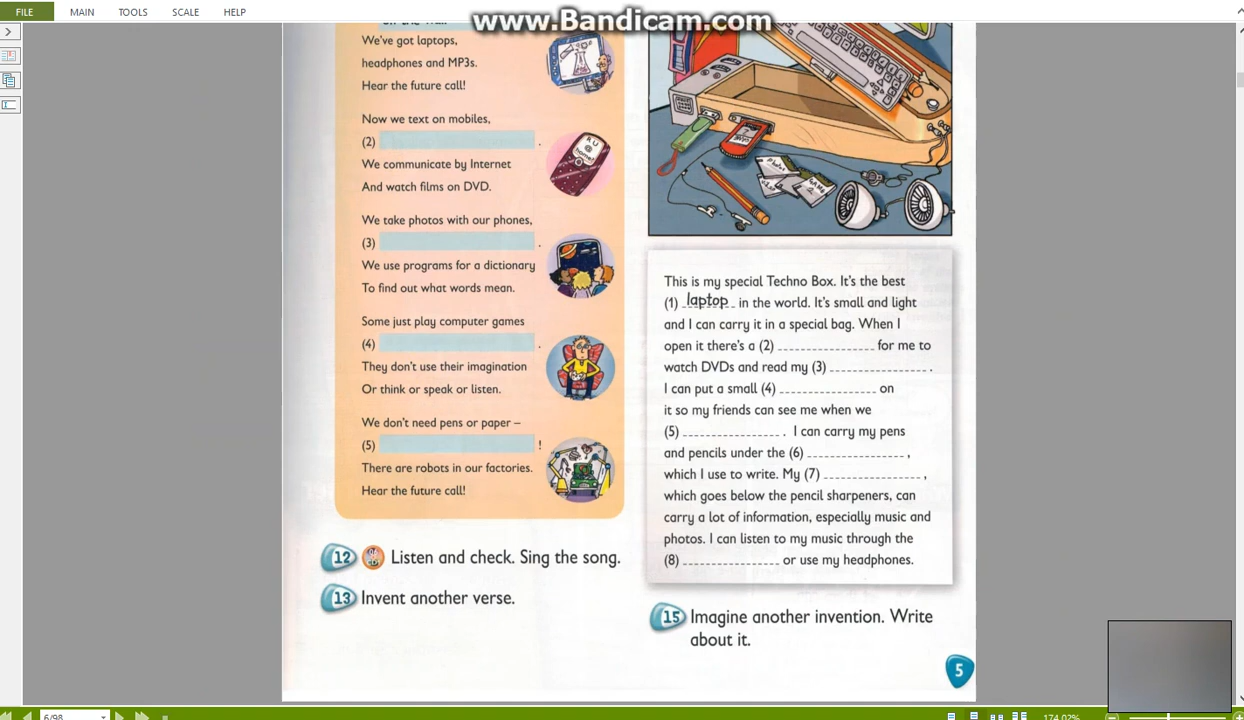 www.Bandicam.com
FILE MAIN TOOLS SCALE HELP
We've got laptops,
headphones and MP3s.
Hear the future call!
Now we text on mobiles,
(2) .
We communicate by Internet
And watch films on DVD.
We take photos with our phones,
(3) .
We use programs for a dictionary
To find out what words mean.
Some just play computer games
(4) .
They don't use their imagination
Or think or speak or listen.
We don't need pens or paper –
(5) !
There are robots in our factories.
Hear the future call!
12 Listen and check. Sing the song.
13 Invent another verse.
This is my special Techno Box. It's the best
(1) laptop in the world. It's small and light
and I can carry it in a special bag. When I
open it there's a (2) ______________ for me to
watch DVDs and read my (3) ______________ .
I can put a small (4) ______________ on
it so my friends can see me when we
(5) ______________ . I can carry my pens
and pencils under the (6) ______________ ,
which I use to write. My (7) ______________ ,
which goes below the pencil sharpeners, can
carry a lot of information, especially music and
photos. I can listen to my music through the
(8) ______________ or use my headphones.
15 Imagine another invention. Write
about it.
5
6/98
174.02%